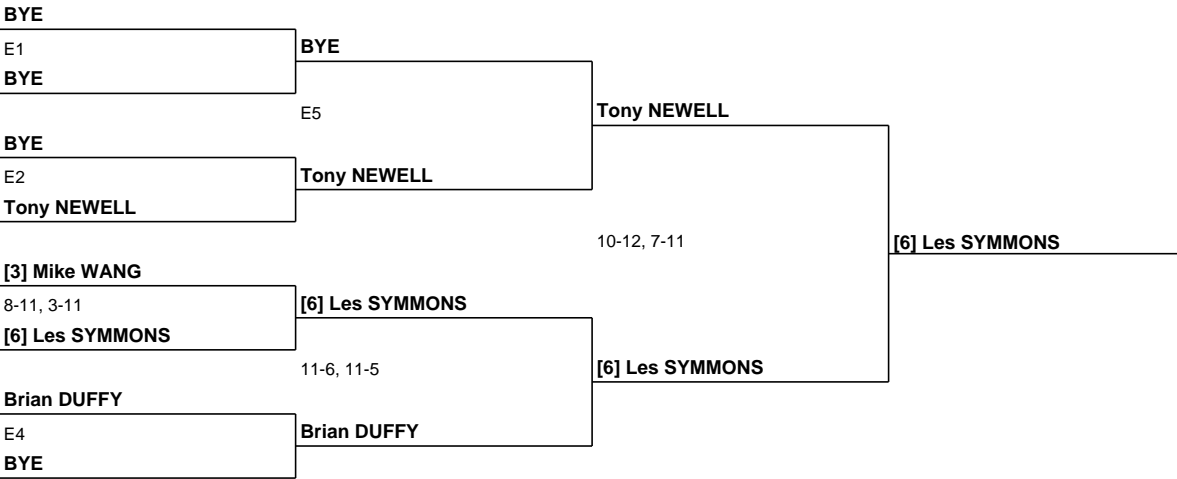 BYE
E1
BYE
BYE
E5
Tony NEWELL
BYE
E2
Tony NEWELL
Tony NEWELL
10-12, 7-11
[6] Les SYMMONS
[3] Mike WANG
8-11, 3-11
[6] Les SYMMONS
[6] Les SYMMONS
11-6, 11-5
[6] Les SYMMONS
Brian DUFFY
E4
Brian DUFFY
BYE